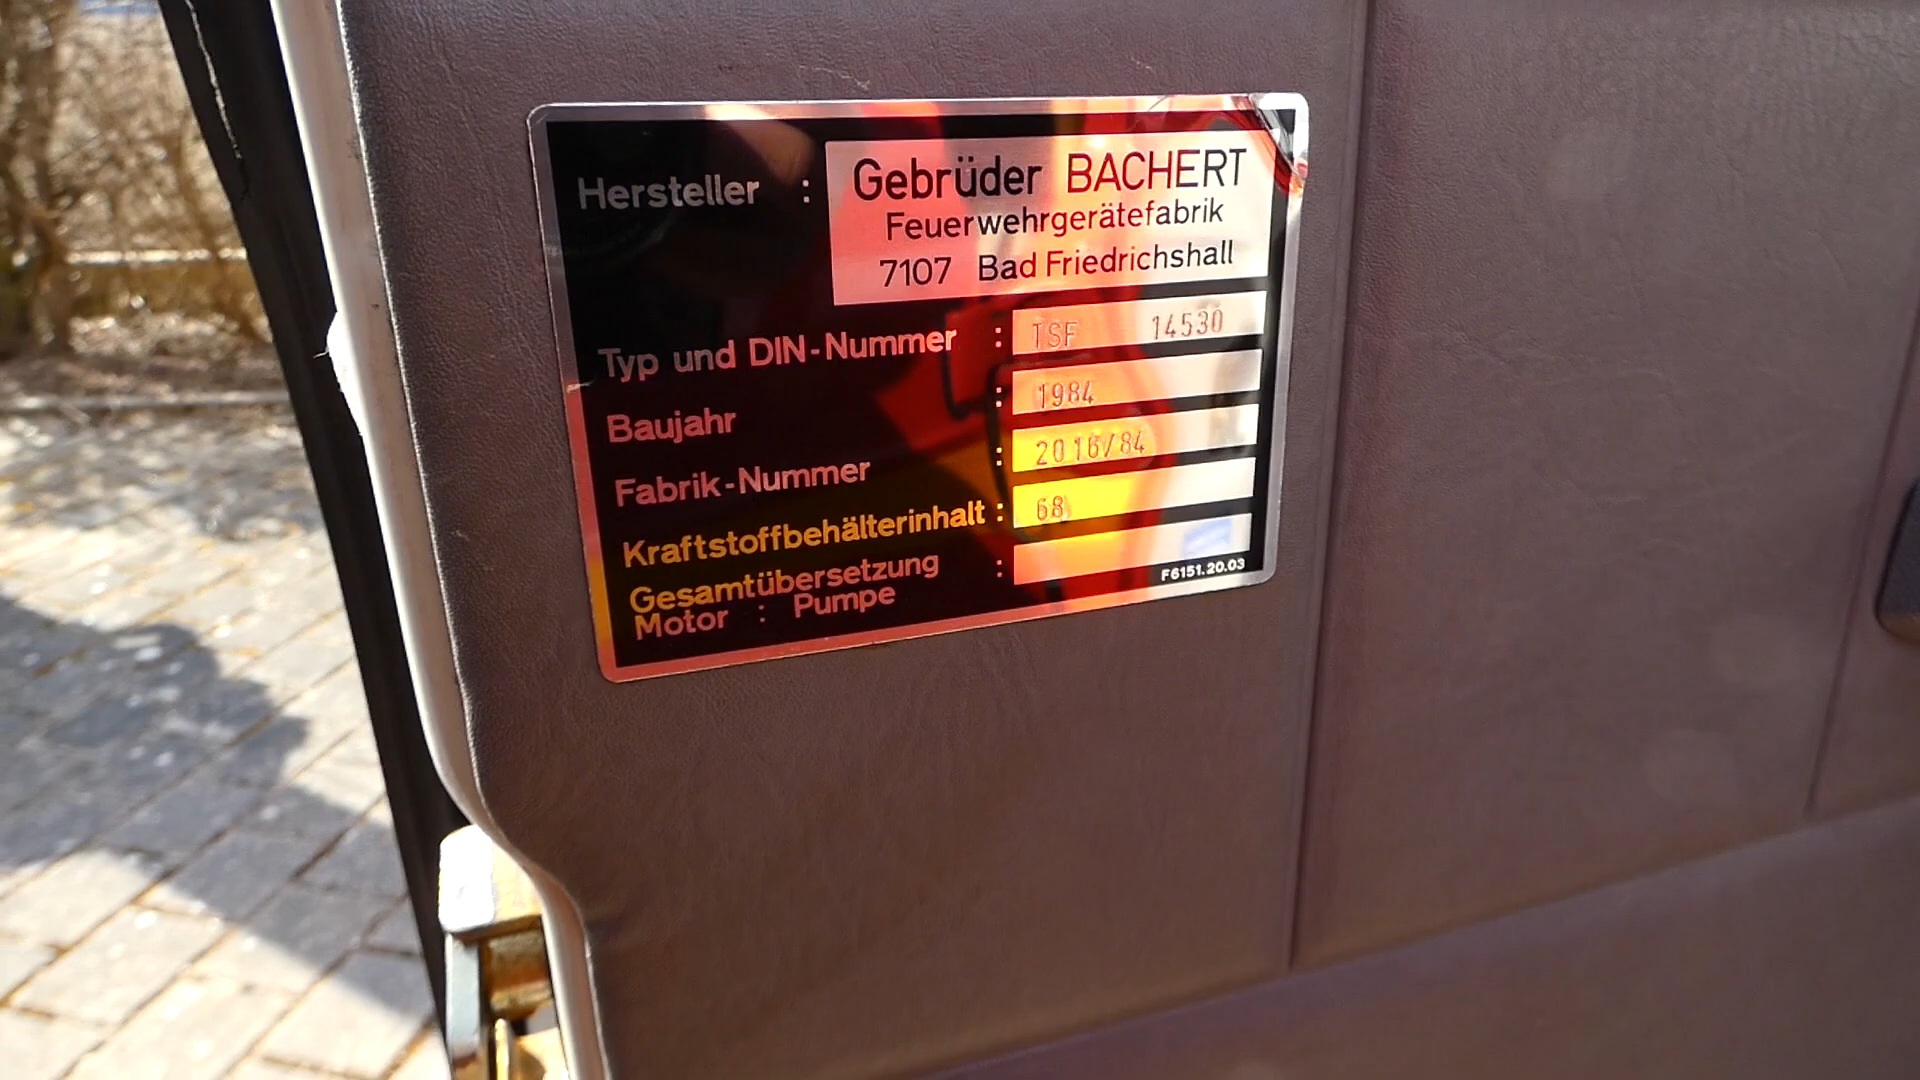 Hersteller : Gebrüder BACHERT
Feuerwehrgerätefabrik
7107 Bad Friedrichshall
Typ und DIN-Nummer : TSF 14530
Baujahr : 1984
Fabrik-Nummer : 2016/84
Kraftstoffbehälterinhalt : 68
Gesamtübersetzung :
Motor : Pumpe
F6151.20.03